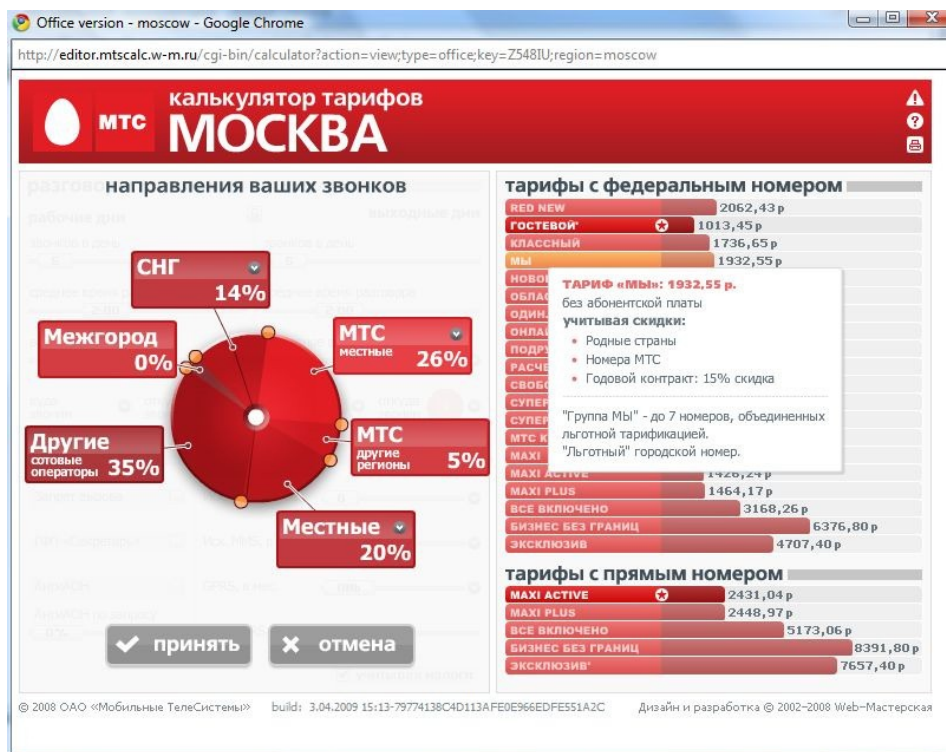 Office version - moscow - Google Chrome
http://editor.mtscalc.w-m.ru/cgi-bin/calculator?action=view;type=office;key=Z548IU;region=moscow
МТС
калькулятор тарифов
МОСКВА
направления ваших звонков
СНГ
14%
Межгород
0%
МТС
местные
26%
Другие
сотовые
операторы 35%
МТС
другие
регионы 5%
Местные
20%
принять
отмена
тарифы с федеральным номером
RED NEW 2062,43 р
ГОСТЕВОЙ* 1013,45 р
КЛАССНЫЙ 1736,65 р
МЫ 1932,55 р
ТАРИФ «МЫ»: 1932,55 р.
без абонентской платы
учитывая скидки:
• Родные страны
• Номера МТС
• Годовой контракт: 15% скидка
"Группа МЫ" - до 7 номеров, объединенных
льготной тарификацией.
"Льготный" городской номер.
MAXI
MAXI ACTIVE 1426,24 р
MAXI PLUS 1464,17 р
ВСЕ ВКЛЮЧЕНО 3168,26 р
БИЗНЕС БЕЗ ГРАНИЦ 6376,80 р
ЭКСКЛЮЗИВ 4707,40 р
тарифы с прямым номером
MAXI ACTIVE 2431,04 р
MAXI PLUS 2448,97 р
ВСЕ ВКЛЮЧЕНО 5173,06 р
БИЗНЕС БЕЗ ГРАНИЦ 8391,80 р
ЭКСКЛЮЗИВ* 7657,40 р
© 2008 ОАО «Мобильные ТелеСистемы» build: 3.04.2009 15:13-79774138C4D113AFE0E966EDFE551A2C Дизайн и разработка © 2002-2008 Web-Мастерская